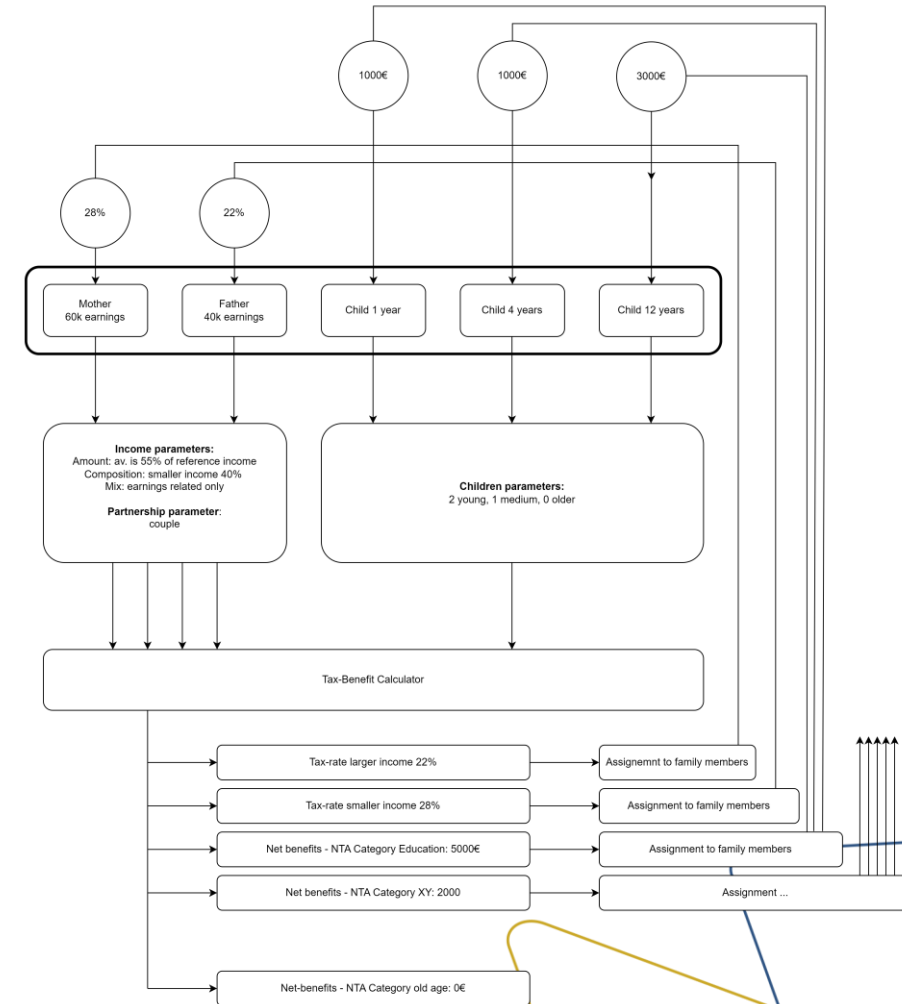 1000€
1000€
3000€
28%
22%
Mother
60k earnings
Father
40k earnings
Child 1 year
Child 4 years
Child 12 years
Income parameters:
Amount: av. is 55% of reference income
Composition: smaller income 40%
Mix: earnings related only
Partnership parameter:
couple
Children parameters:
2 young, 1 medium, 0 older
Tax-Benefit Calculator
Tax-rate larger income 22%
Assignemnt to family members
Tax-rate smaller income 28%
Assignment to family members
Net benefits - NTA Category Education: 5000€
Assignment to family members
Net benefits - NTA Category XY: 2000
Assignment ...
Net-benefits - NTA Category old age: 0€